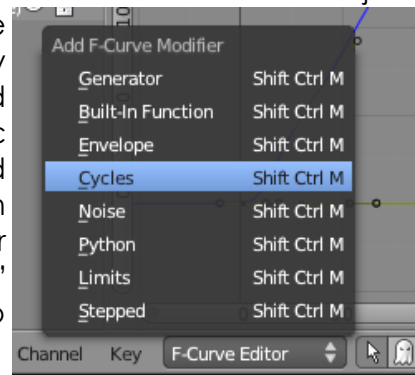 Add F-Curve Modifier
Generator Shift Ctrl M
Built-In Function Shift Ctrl M
Envelope Shift Ctrl M
Cycles Shift Ctrl M
Noise Shift Ctrl M
Python Shift Ctrl M
Limits Shift Ctrl M
Stepped Shift Ctrl M
Channel Key F-Curve Editor